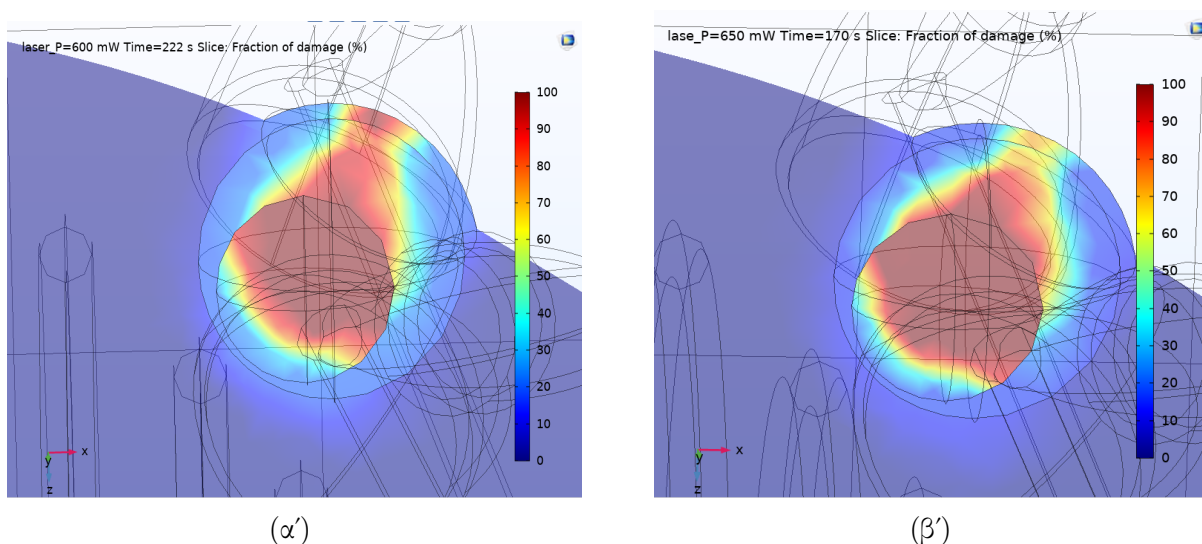 laser_P=600 mW Time=222 s Slice: Fraction of damage (%)
100
90
80
70
60
50
40
30
20
10
0
x
y
z
(α′)
lase_P=650 mW Time=170 s Slice: Fraction of damage (%)
100
90
80
70
60
50
40
30
20
10
0
x
y
z
(β′)